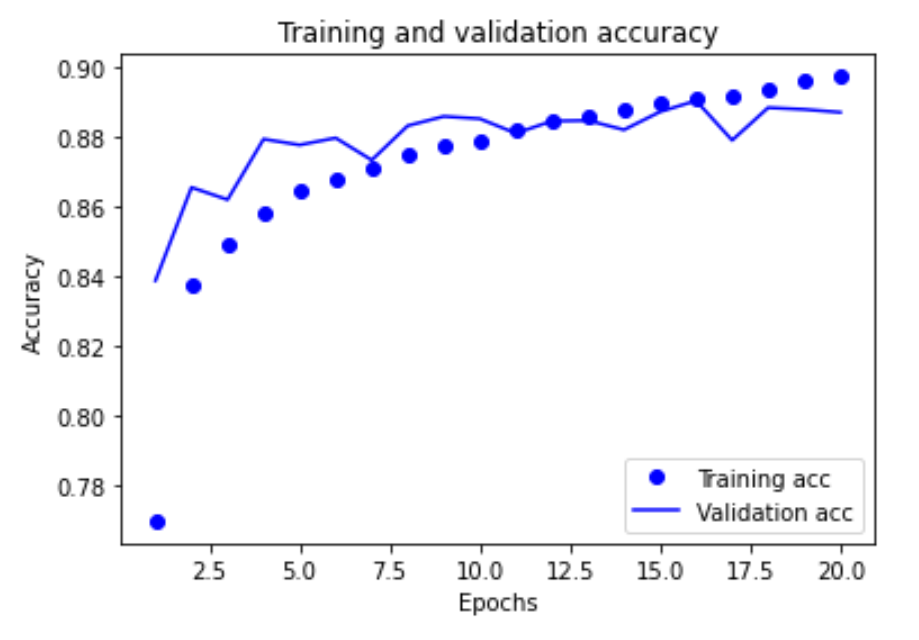 Training and validation accuracy
0.90
0.88
0.86
0.84
0.82
0.80
0.78
Accuracy
Training acc
Validation acc
2.5 5.0 7.5 10.0 12.5 15.0 17.5 20.0
Epochs